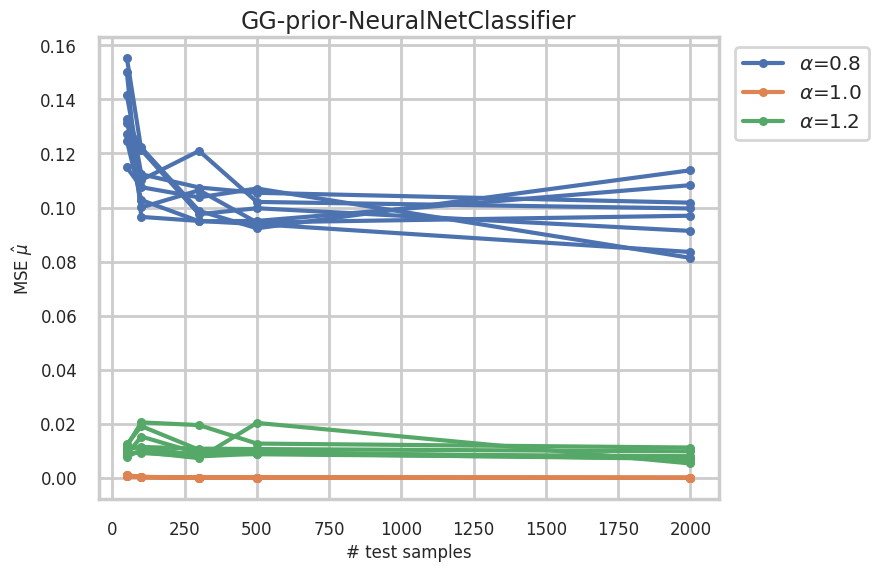 GG-prior-NeuralNetClassifier
α=0.8
α=1.0
α=1.2
MSE μ̂
0.16
0.14
0.12
0.10
0.08
0.06
0.04
0.02
0.00
0 250 500 750 1000 1250 1500 1750 2000
# test samples